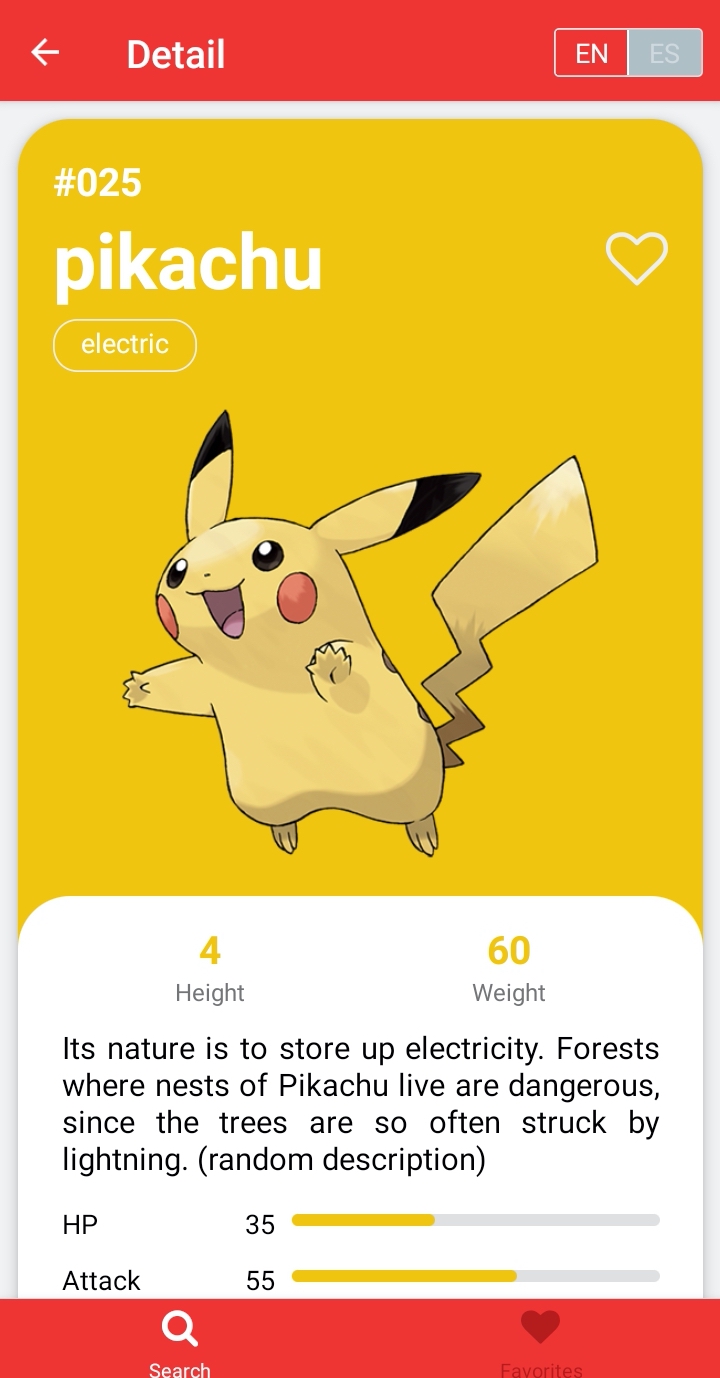 Detail
EN ES
#025
pikachu
electric
4 60
Height Weight
Its nature is to store up electricity. Forests
where nests of Pikachu live are dangerous,
since the trees are so often struck by
lightning. (random description)
HP 35
Attack 55
Search Favorites